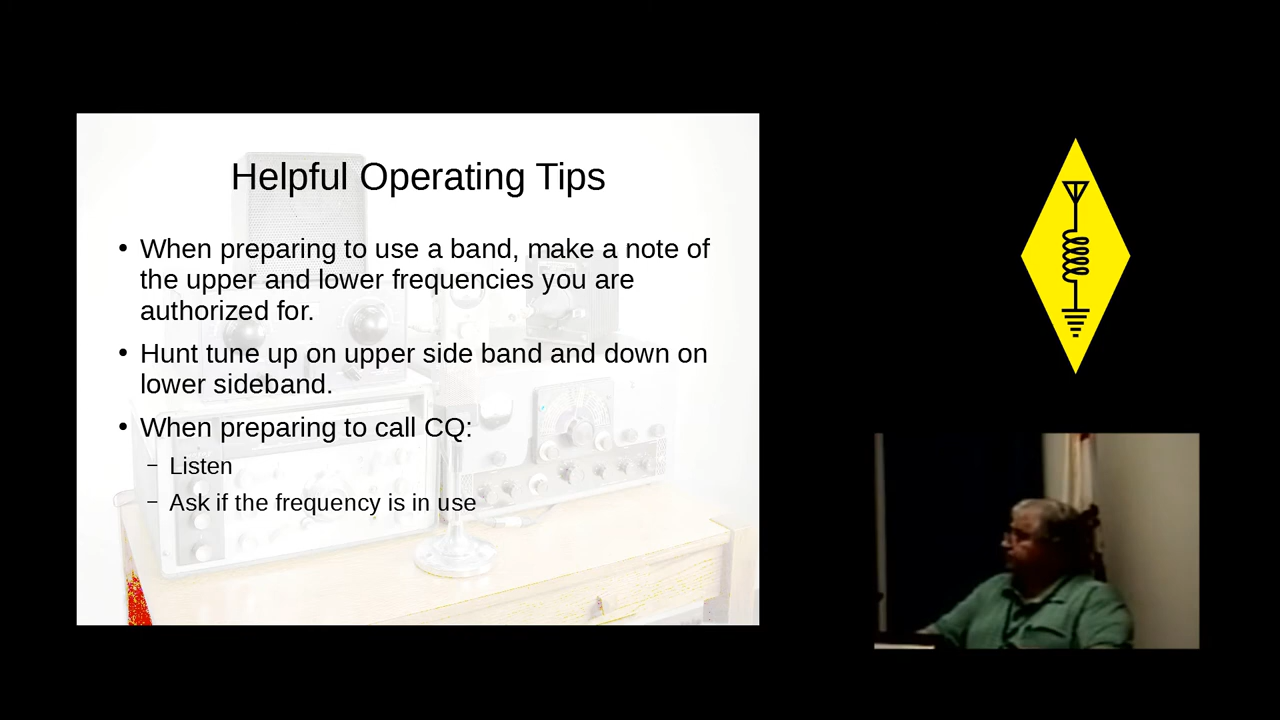 Helpful Operating Tips
• When preparing to use a band, make a note of
the upper and lower frequencies you are
authorized for.
• Hunt tune up on upper side band and down on
lower sideband.
• When preparing to call CQ:
– Listen
– Ask if the frequency is in use